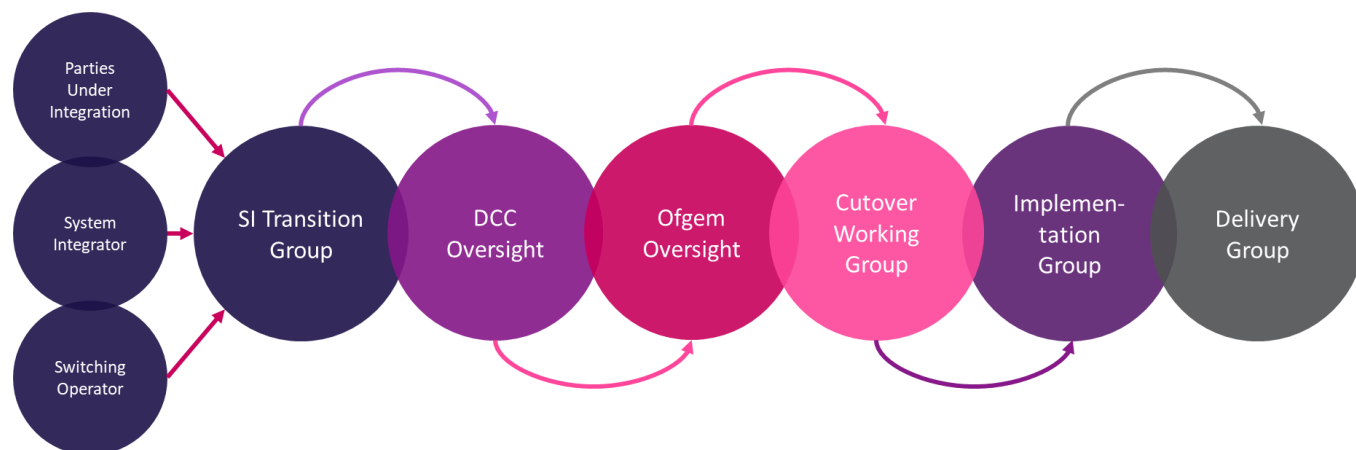 Parties
Under
Integration
System
Integrator
Switching
Operator
SI Transition
Group
DCC
Oversight
Ofgem
Oversight
Cutover
Working
Group
Implemen-
tation
Group
Delivery
Group